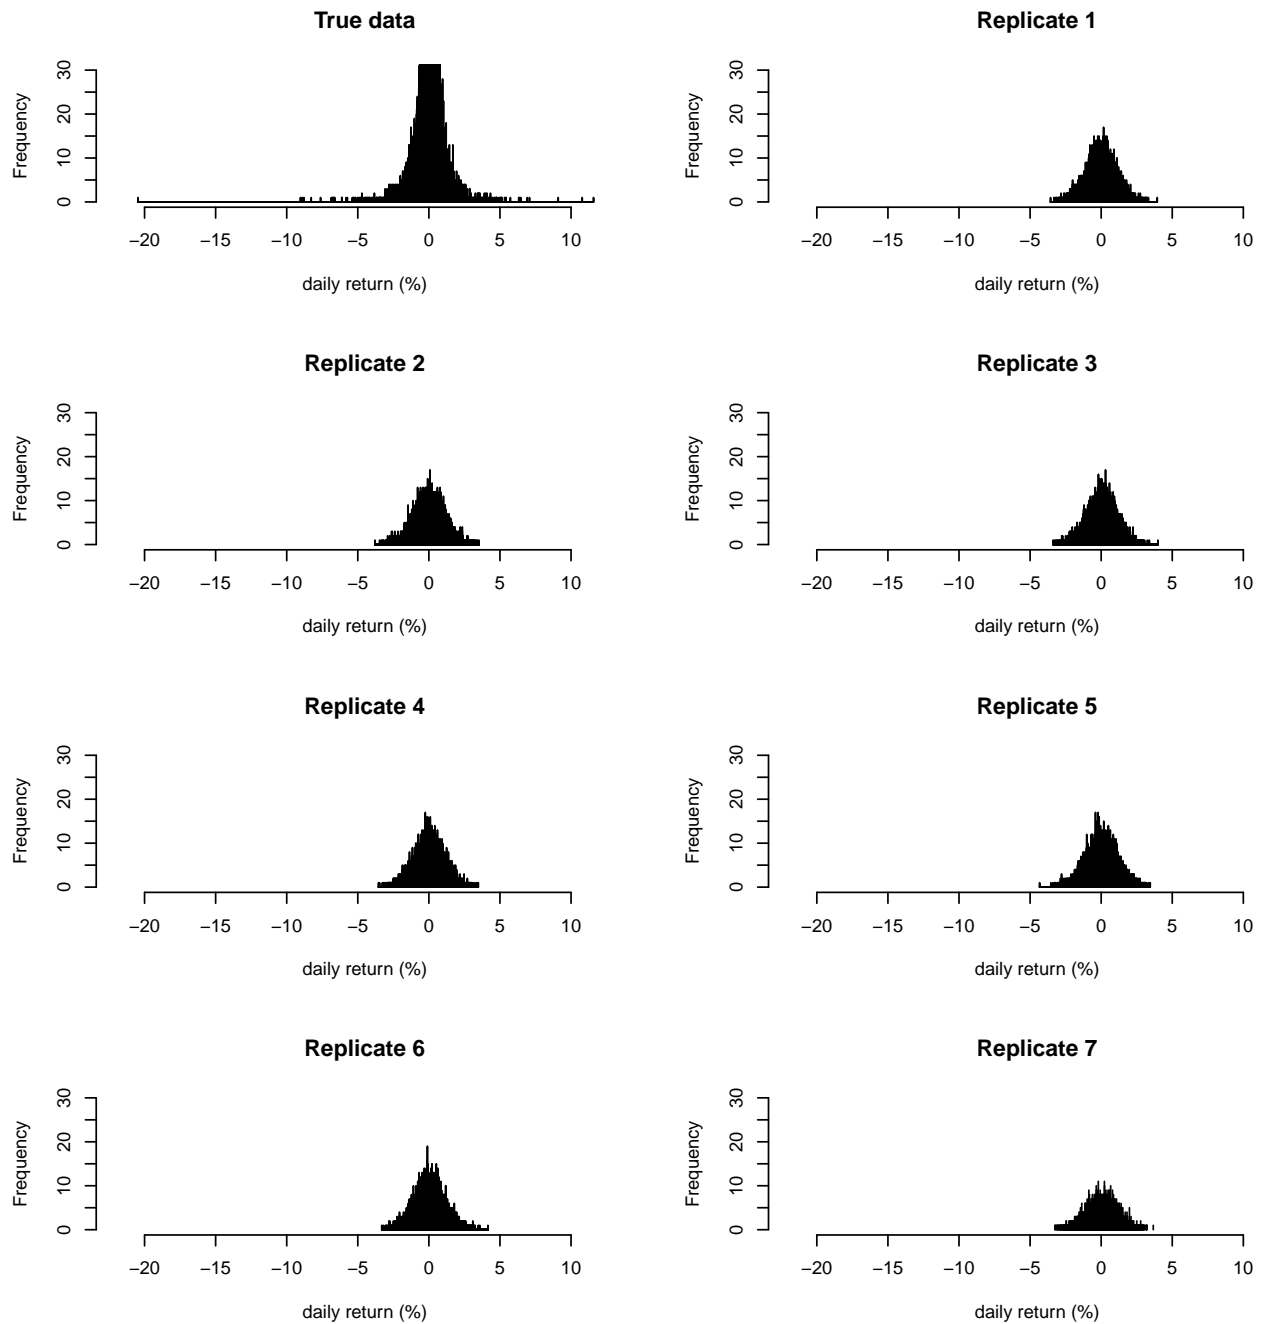 True data
Frequency
0 10 20 30
−20 −15 −10 −5 0 5 10
daily return (%)
Replicate 1
Frequency
0 10 20 30
−20 −15 −10 −5 0 5 10
daily return (%)
Replicate 2
Frequency
0 10 20 30
−20 −15 −10 −5 0 5 10
daily return (%)
Replicate 3
Frequency
0 10 20 30
−20 −15 −10 −5 0 5 10
daily return (%)
Replicate 4
Frequency
0 10 20 30
−20 −15 −10 −5 0 5 10
daily return (%)
Replicate 5
Frequency
0 10 20 30
−20 −15 −10 −5 0 5 10
daily return (%)
Replicate 6
Frequency
0 10 20 30
−20 −15 −10 −5 0 5 10
daily return (%)
Replicate 7
Frequency
0 10 20 30
−20 −15 −10 −5 0 5 10
daily return (%)